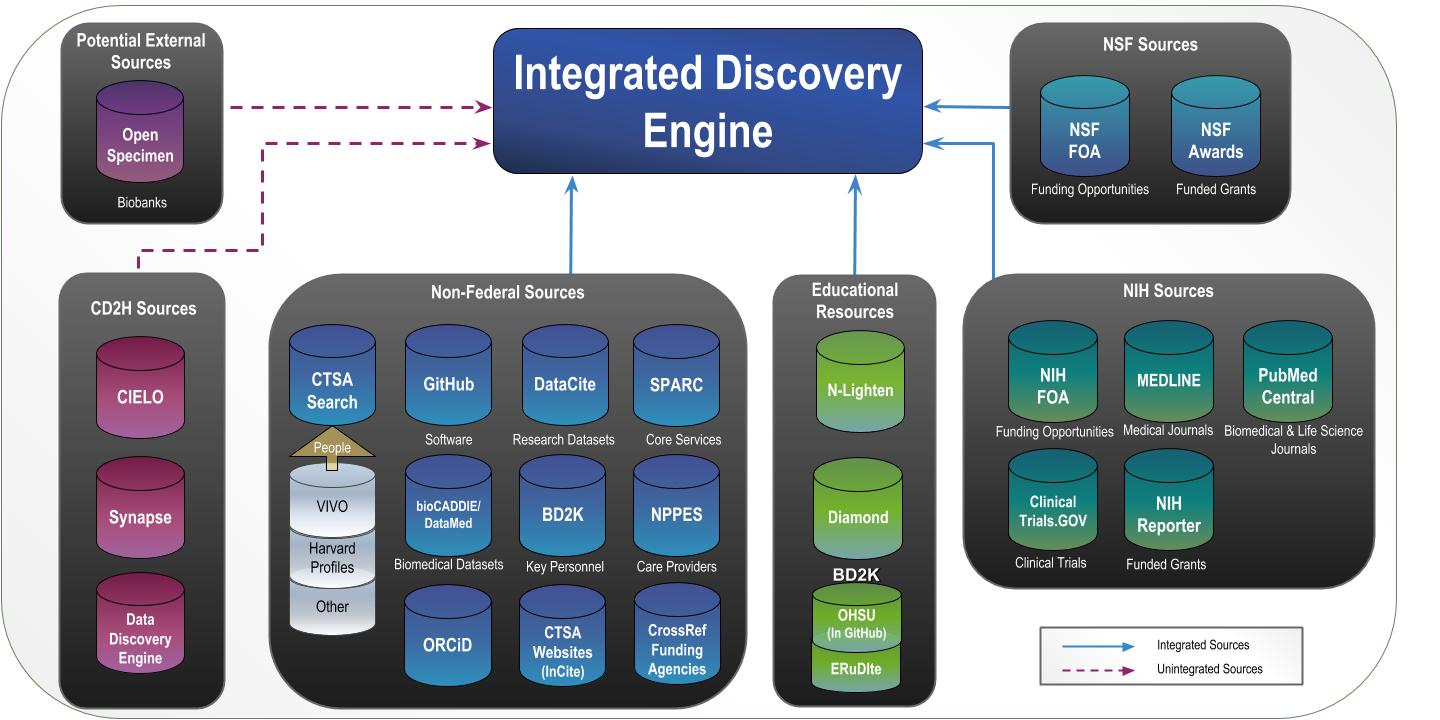 Potential External
Sources
Open
Specimen
Biobanks
Integrated Discovery
Engine
NSF Sources
NSF
FOA
Funding Opportunities
NSF
Awards
Funded Grants
CD2H Sources
CIELO
Synapse
Data
Discovery
Engine
Non-Federal Sources
CTSA
Search
People
VIVO
Harvard
Profiles
Other
GitHub
Software
DataCite
Research Datasets
SPARC
Core Services
bioCADDIE/
DataMed
Biomedical Datasets
BD2K
Key Personnel
NPPES
Care Providers
ORCiD
CTSA
Websites
(InCite)
CrossRef
Funding
Agencies
Educational
Resources
N-Lighten
Diamond
BD2K
OHSU
(In GitHub)
ERuDIte
NIH Sources
NIH
FOA
Funding Opportunities
MEDLINE
Medical Journals
PubMed
Central
Biomedical & Life Science
Journals
Clinical
Trials.GOV
Clinical Trials
NIH
Reporter
Funded Grants
Integrated Sources
Unintegrated Sources